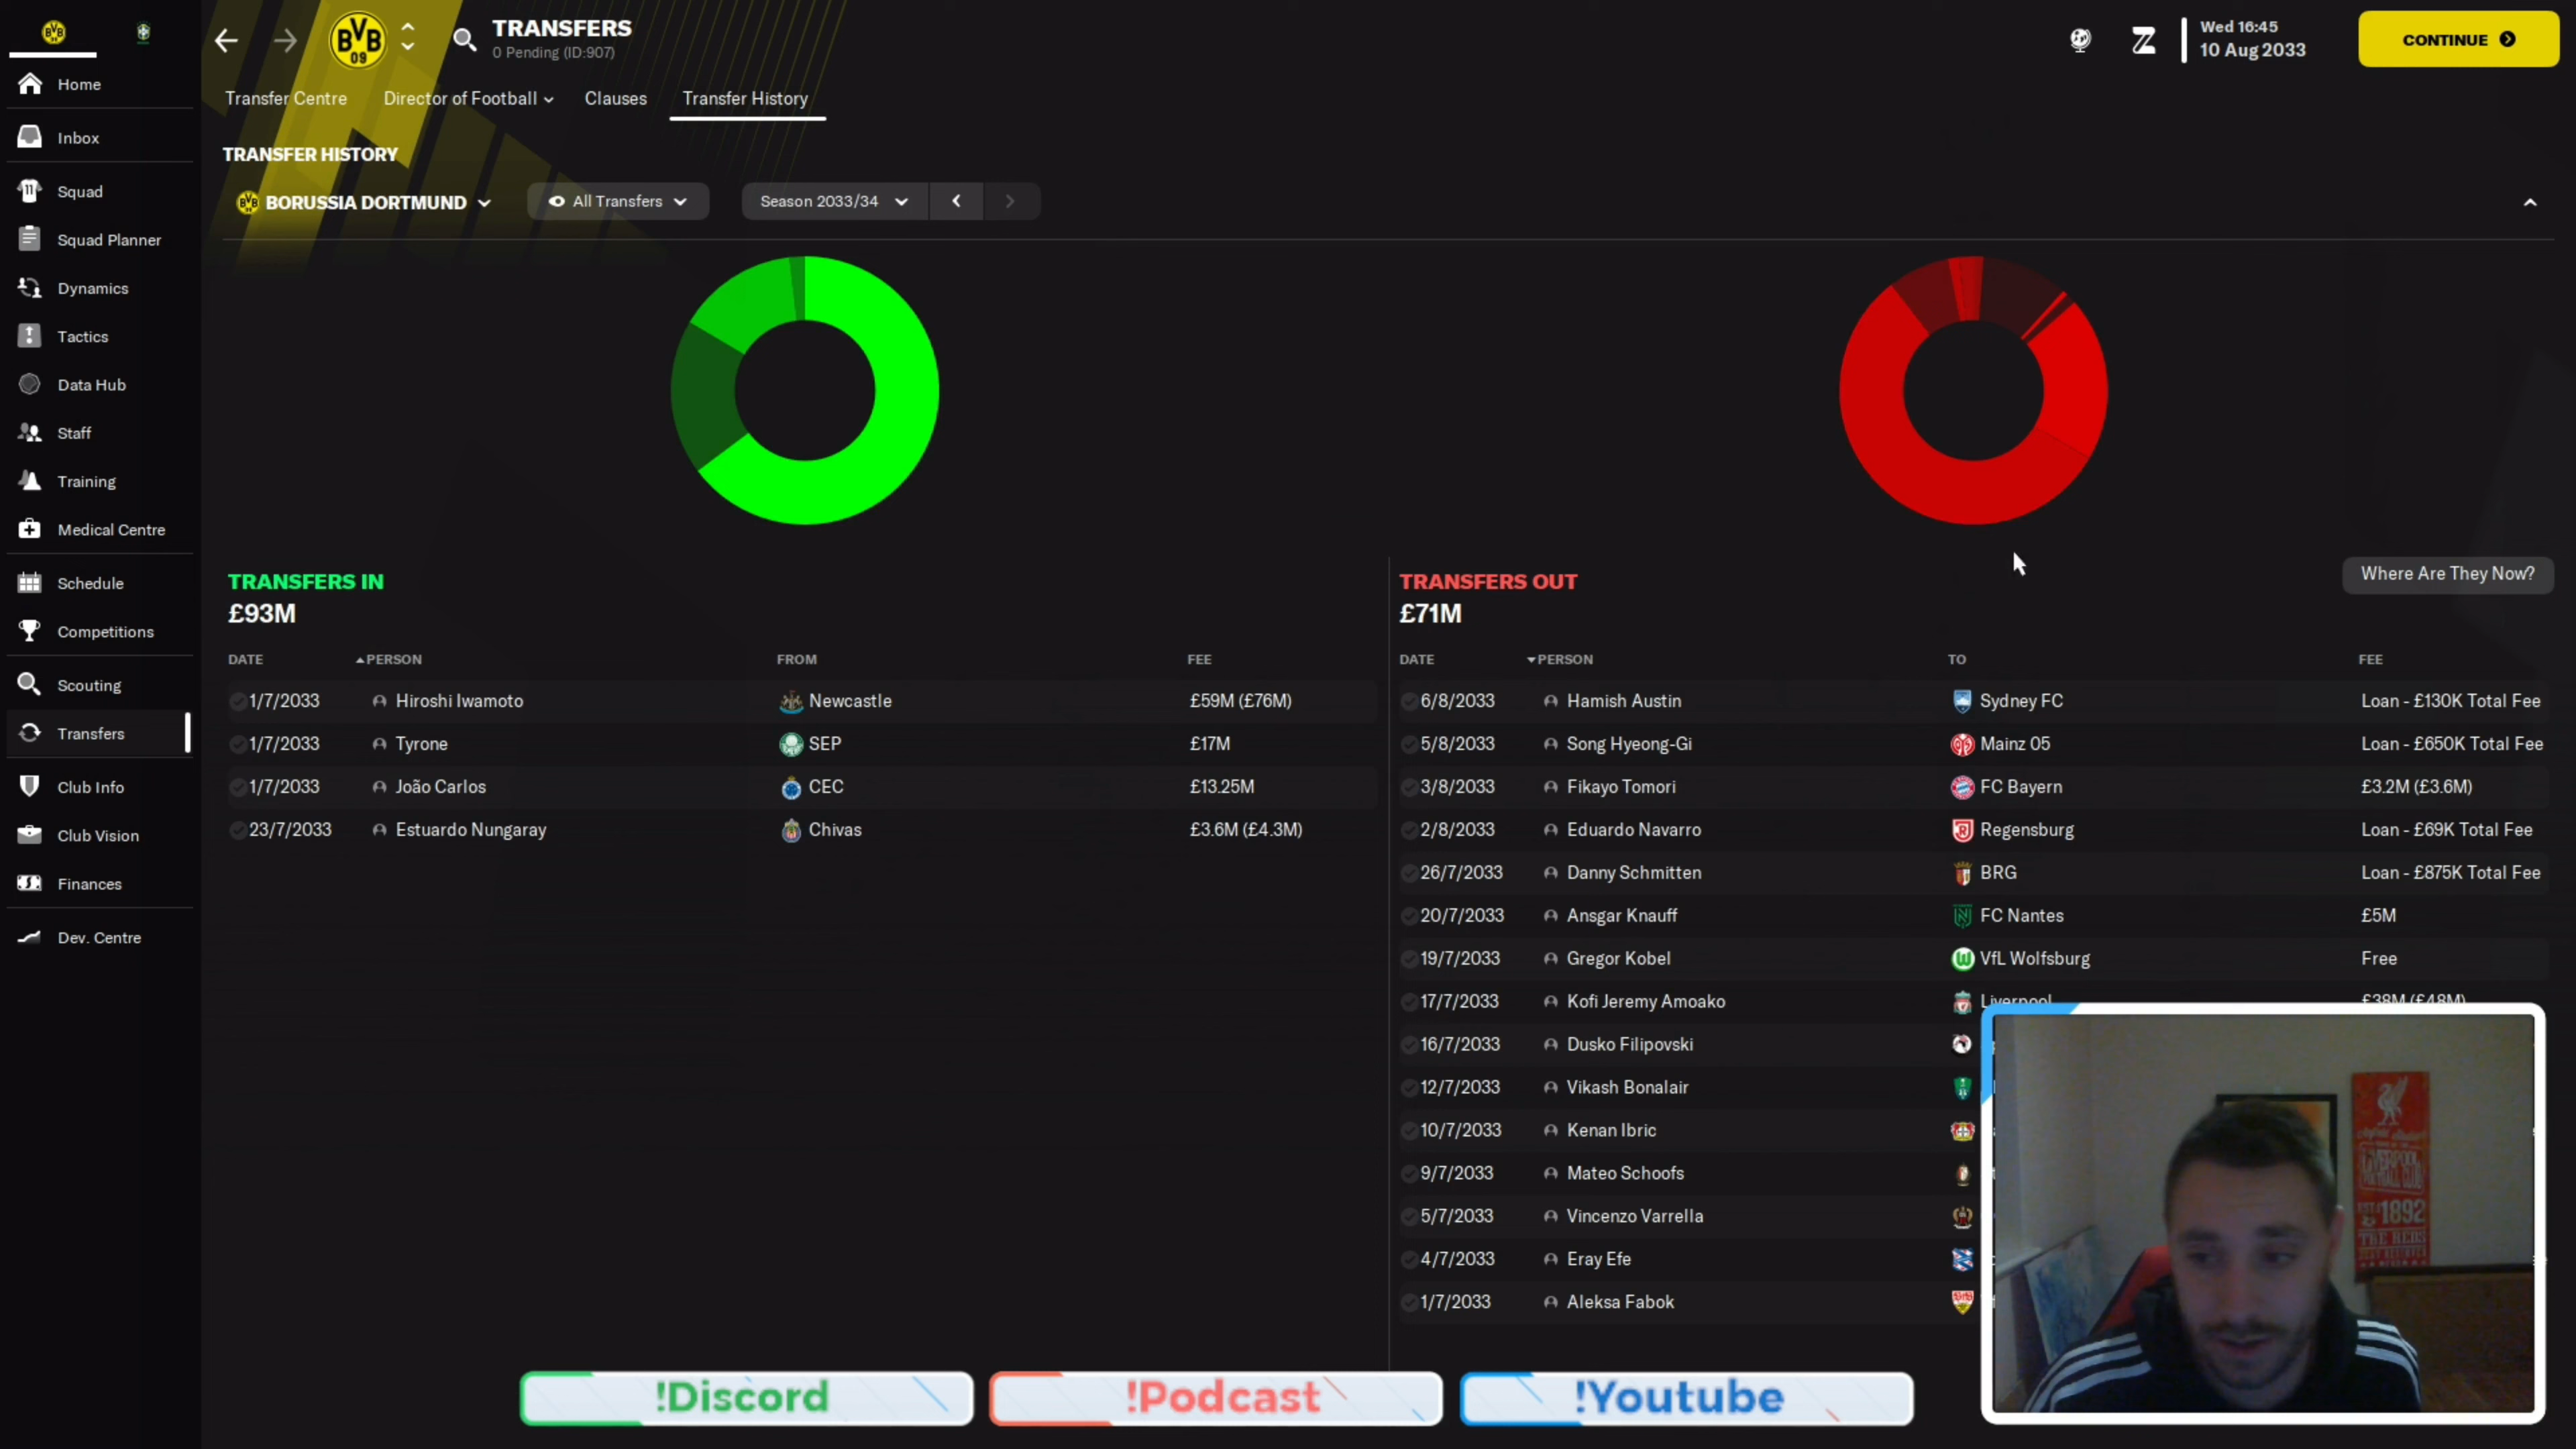 TRANSFERS
0 Pending (ID:907)
Wed 16:45
10 Aug 2033
CONTINUE
Home
Inbox
Squad
Squad Planner
Dynamics
Tactics
Data Hub
Staff
Training
Medical Centre
Schedule
Competitions
Scouting
Transfers
Club Info
Club Vision
Finances
Dev. Centre
Transfer Centre Director of Football Clauses Transfer History
TRANSFER HISTORY
BORUSSIA DORTMUND All Transfers Season 2033/34
TRANSFERS IN
£93M
DATE PERSON FROM FEE
1/7/2033 Hiroshi Iwamoto Newcastle £59M (£76M)
1/7/2033 Tyrone SEP £17M
1/7/2033 João Carlos CEC £13.25M
23/7/2033 Estuardo Nungaray Chivas £3.6M (£4.3M)
TRANSFERS OUT
£71M
Where Are They Now?
DATE PERSON TO FEE
6/8/2033 Hamish Austin Sydney FC Loan - £130K Total Fee
5/8/2033 Song Hyeong-Gi Mainz 05 Loan - £650K Total Fee
3/8/2033 Fikayo Tomori FC Bayern £3.2M (£3.6M)
2/8/2033 Eduardo Navarro Regensburg Loan - £69K Total Fee
26/7/2033 Danny Schmitten BRG Loan - £875K Total Fee
20/7/2033 Ansgar Knauff FC Nantes £5M
19/7/2033 Gregor Kobel VfL Wolfsburg Free
17/7/2033 Kofi Jeremy Amoako Liverpool £38M (£48M)
16/7/2033 Dusko Filipovski
12/7/2033 Vikash Bonalair
10/7/2033 Kenan Ibric
9/7/2033 Mateo Schoofs
5/7/2033 Vincenzo Varrella
4/7/2033 Eray Efe
1/7/2033 Aleksa Fabok
!Discord !Podcast !Youtube
BVB
09
LIVERPOOL
FOOTBALL CLUB
EST 1892
THE REDS